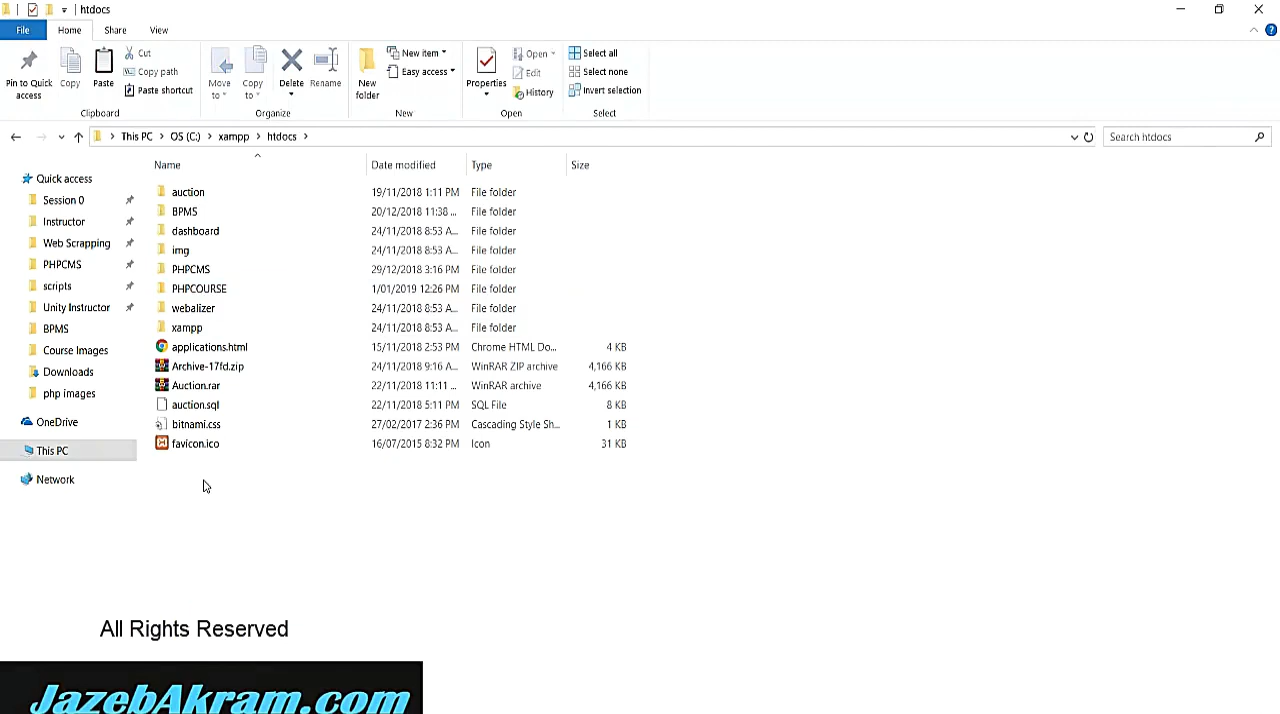 htdocs
File Home Share View
Pin to Quick access
Copy
Paste
Cut
Copy path
Paste shortcut
Clipboard
Move to
Copy to
Delete
Rename
Organize
New folder
New item
Easy access
New
Properties
Open
Edit
History
Open
Select all
Select none
Invert selection
Select
This PC > OS (C:) > xampp > htdocs >
Search htdocs
Quick access
Session 0
Instructor
Web Scrapping
PHPCMS
scripts
Unity Instructor
BPMS
Course Images
Downloads
php images
OneDrive
This PC
Network
Name Date modified Type Size
auction 19/11/2018 1:11 PM File folder
BPMS 20/12/2018 11:38 ... File folder
dashboard 24/11/2018 8:53 A... File folder
img 24/11/2018 8:53 A... File folder
PHPCMS 29/12/2018 3:16 PM File folder
PHPCOURSE 1/01/2019 12:26 PM File folder
webalizer 24/11/2018 8:53 A... File folder
xampp 24/11/2018 8:53 A... File folder
applications.html 15/11/2018 2:53 PM Chrome HTML Do... 4 KB
Archive-17fd.zip 24/11/2018 9:16 A... WinRAR ZIP archive 4,166 KB
Auction.rar 22/11/2018 11:11 ... WinRAR archive 4,166 KB
auction.sql 22/11/2018 5:11 PM SQL File 8 KB
bitnami.css 27/02/2017 2:36 PM Cascading Style Sh... 1 KB
favicon.ico 16/07/2015 8:32 PM Icon 31 KB
All Rights Reserved
JazebAkram.com